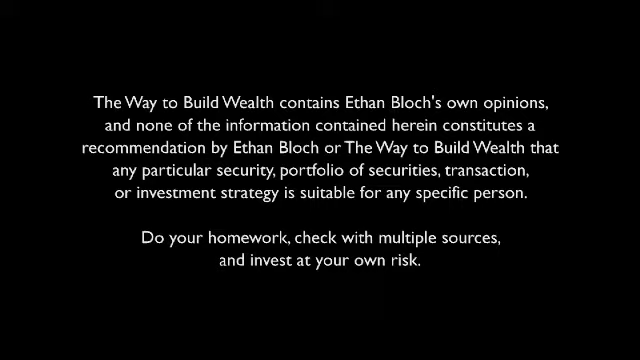 The Way to Build Wealth contains Ethan Bloch's own opinions,
and none of the information contained herein constitutes a
recommendation by Ethan Bloch or The Way to Build Wealth that
any particular security, portfolio of securities, transaction,
or investment strategy is suitable for any specific person.
Do your homework, check with multiple sources,
and invest at your own risk.